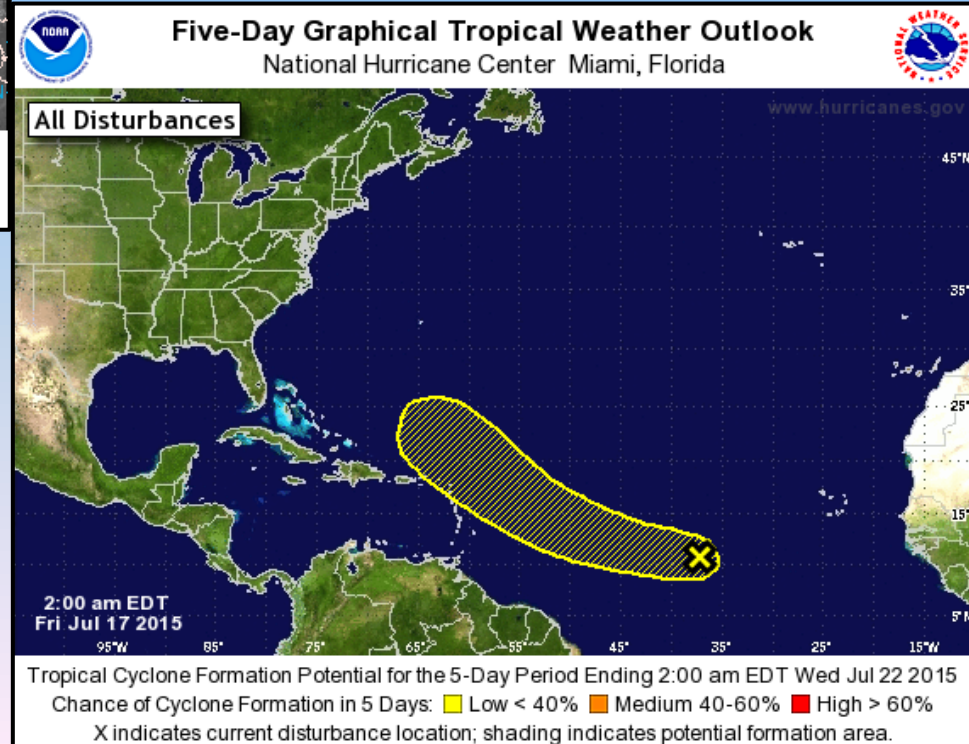 Five-Day Graphical Tropical Weather Outlook
National Hurricane Center Miami, Florida
NOAA
NATIONAL WEATHER SERVICE
All Disturbances
www.hurricanes.gov
45°N
35°
25°
15°
5°N
2:00 am EDT
Fri Jul 17 2015
95°W 85° 75° 65° 55° 45° 35° 25° 15°W
Tropical Cyclone Formation Potential for the 5-Day Period Ending 2:00 am EDT Wed Jul 22 2015
Chance of Cyclone Formation in 5 Days: Low < 40% Medium 40-60% High > 60%
X indicates current disturbance location; shading indicates potential formation area.